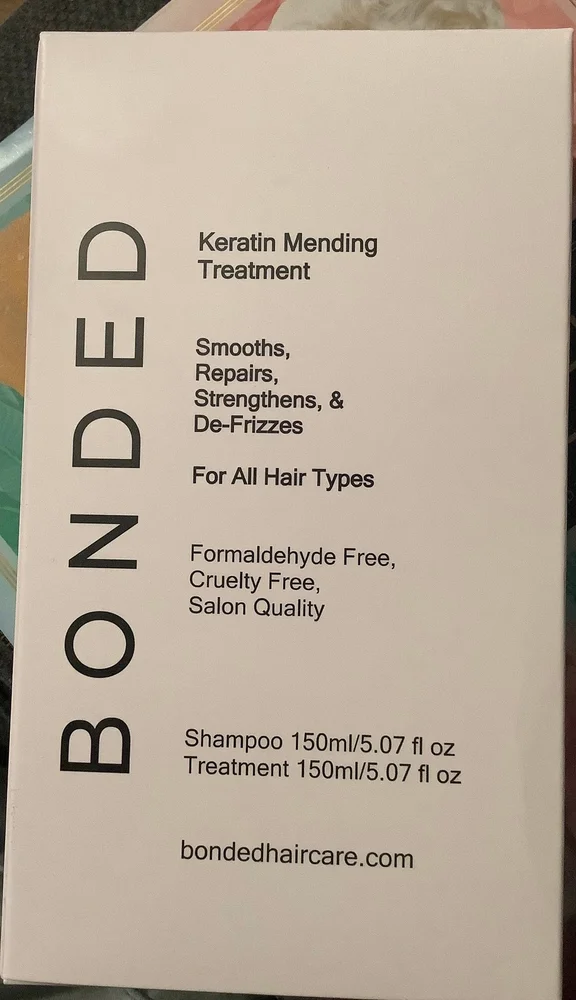 BONDED
Keratin Mending
Treatment
Smooths,
Repairs,
Strengthens, &
De-Frizzes
For All Hair Types
Formaldehyde Free,
Cruelty Free,
Salon Quality
Shampoo 150ml/5.07 fl oz
Treatment 150ml/5.07 fl oz
bondedhaircare.com